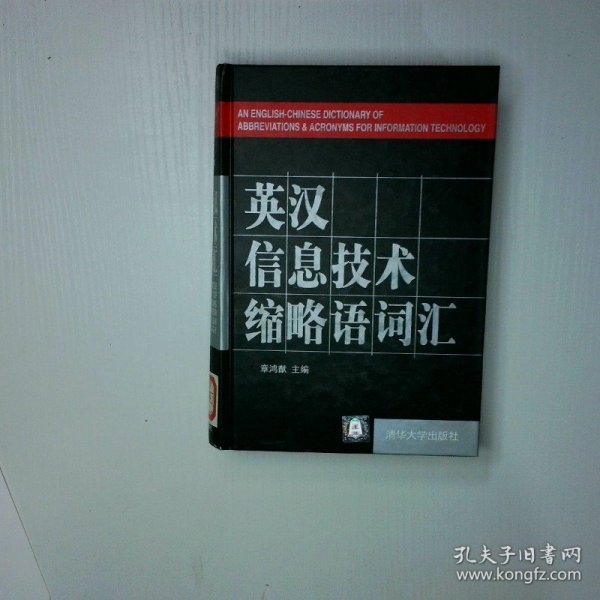 AN ENGLISH-CHINESE DICTIONARY OF
ABBREVIATIONS & ACRONYMS FOR INFORMATION TECHNOLOGY
英汉
信息技术
缩略语词汇
章鸿猷 主编
清华大学出版社
孔夫子旧书网
www.kongfz.com